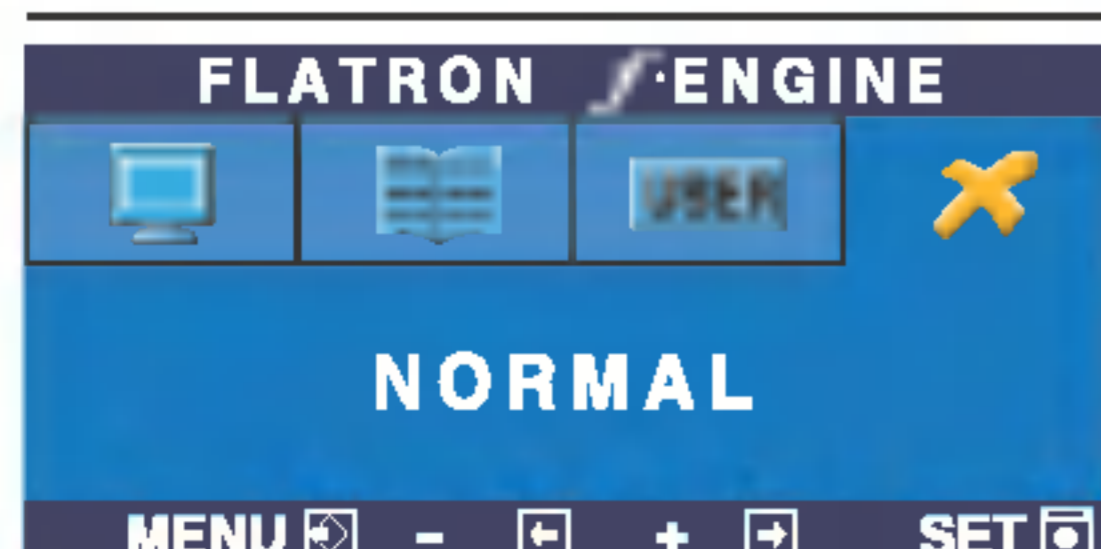 FLATRON f·ENGINE
USER
NORMAL
MENU - + SET